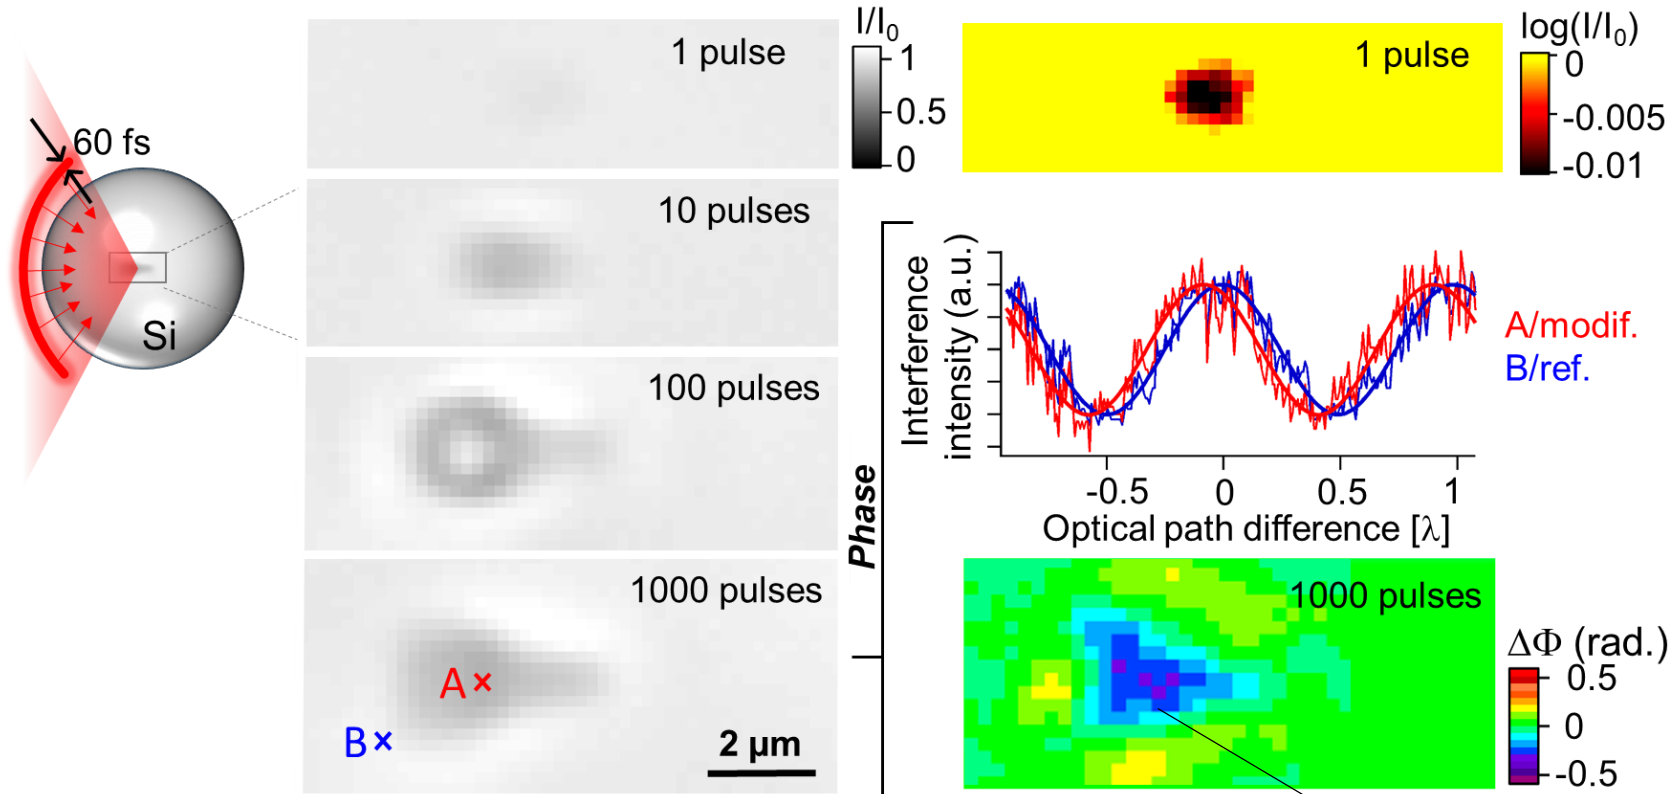 60 fs
Si
1 pulse
I/I0
1
0.5
0
10 pulses
100 pulses
1000 pulses
A
B
2 µm
1 pulse
log(I/I0)
0
-0.005
-0.01
Phase
Interference
intensity (a.u.)
A/modif.
B/ref.
-0.5 0 0.5 1
Optical path difference [λ]
1000 pulses
ΔΦ (rad.)
0.5
0
-0.5